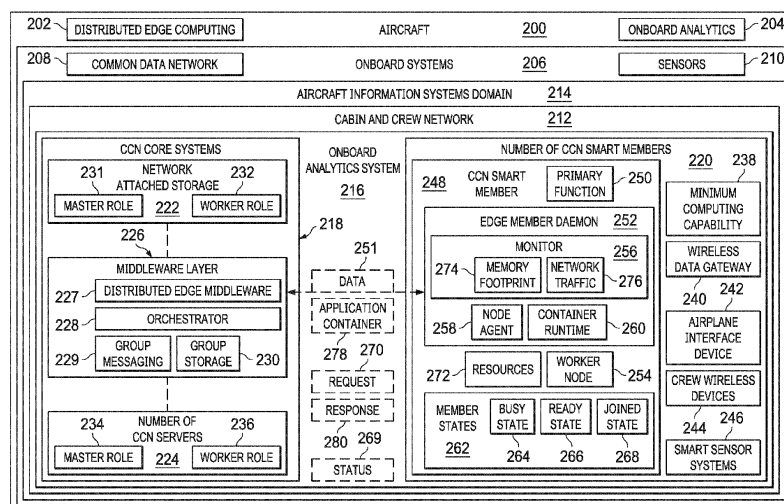 202
DISTRIBUTED EDGE COMPUTING
AIRCRAFT 200
ONBOARD ANALYTICS
204
208
COMMON DATA NETWORK
ONBOARD SYSTEMS 206
SENSORS
210
AIRCRAFT INFORMATION SYSTEMS DOMAIN 214
CABIN AND CREW NETWORK 212
CCN CORE SYSTEMS
NETWORK
ATTACHED STORAGE
231
232
MASTER ROLE
222
WORKER ROLE
226
218
MIDDLEWARE LAYER
227
DISTRIBUTED EDGE MIDDLEWARE
228
ORCHESTRATOR
229
GROUP
MESSAGING
GROUP
STORAGE
230
NUMBER OF
CCN SERVERS
234
236
MASTER ROLE
224
WORKER ROLE
ONBOARD
ANALYTICS
SYSTEM
216
251
DATA
APPLICATION
CONTAINER
278
270
REQUEST
RESPONSE
280
269
STATUS
NUMBER OF CCN SMART MEMBERS
220
248
CCN SMART
MEMBER
PRIMARY
FUNCTION
250
EDGE MEMBER DAEMON 252
MONITOR
256
274
MEMORY
FOOTPRINT
NETWORK
TRAFFIC
276
258
NODE
AGENT
CONTAINER
RUNTIME
260
272
RESOURCES
WORKER
NODE
254
MEMBER
STATES
262
BUSY
STATE
READY
STATE
JOINED
STATE
264
266
268
238
MINIMUM
COMPUTING
CAPABILITY
WIRELESS
DATA GATEWAY
240
242
AIRPLANE
INTERFACE
DEVICE
CREW WIRELESS
DEVICES
244
246
SMART SENSOR
SYSTEMS